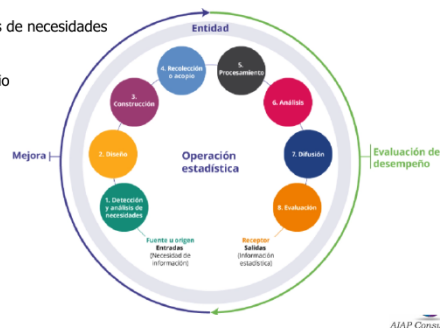 s de necesidades
io
Entidad
4. Recolección
o acopio
5.
Procesamiento
3.
Construcción
6. Análisis
Mejora
2. Diseño
Operación
estadística
7. Difusión
Evaluación de
desempeño
1. Detección
y análisis de
necesidades
8. Evaluación
Fuente u origen
Entradas
(Necesidad de
información)
Receptor
Salidas
(Información
estadística)
AJAP Consu